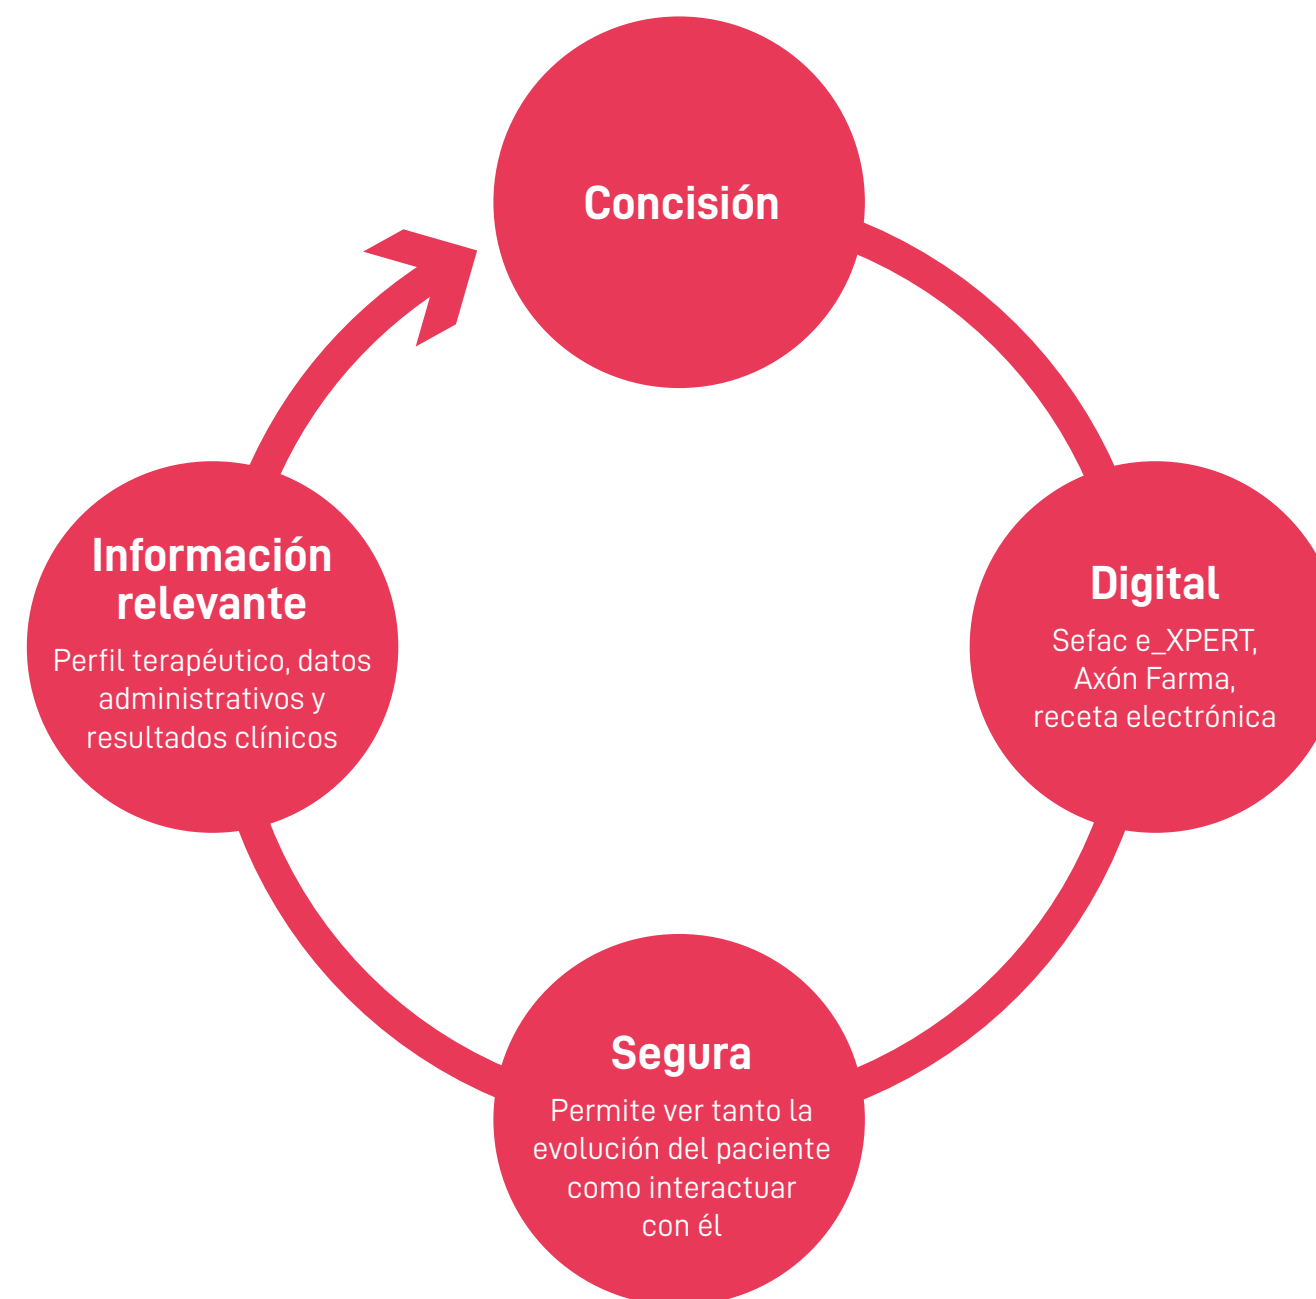 Concisión
Digital
Sefac e_XPERT,
Axón Farma,
receta electrónica
Segura
Permite ver tanto la
evolución del paciente
como interactuar
con él
Información
relevante
Perfil terapéutico, datos
administrativos y
resultados clínicos